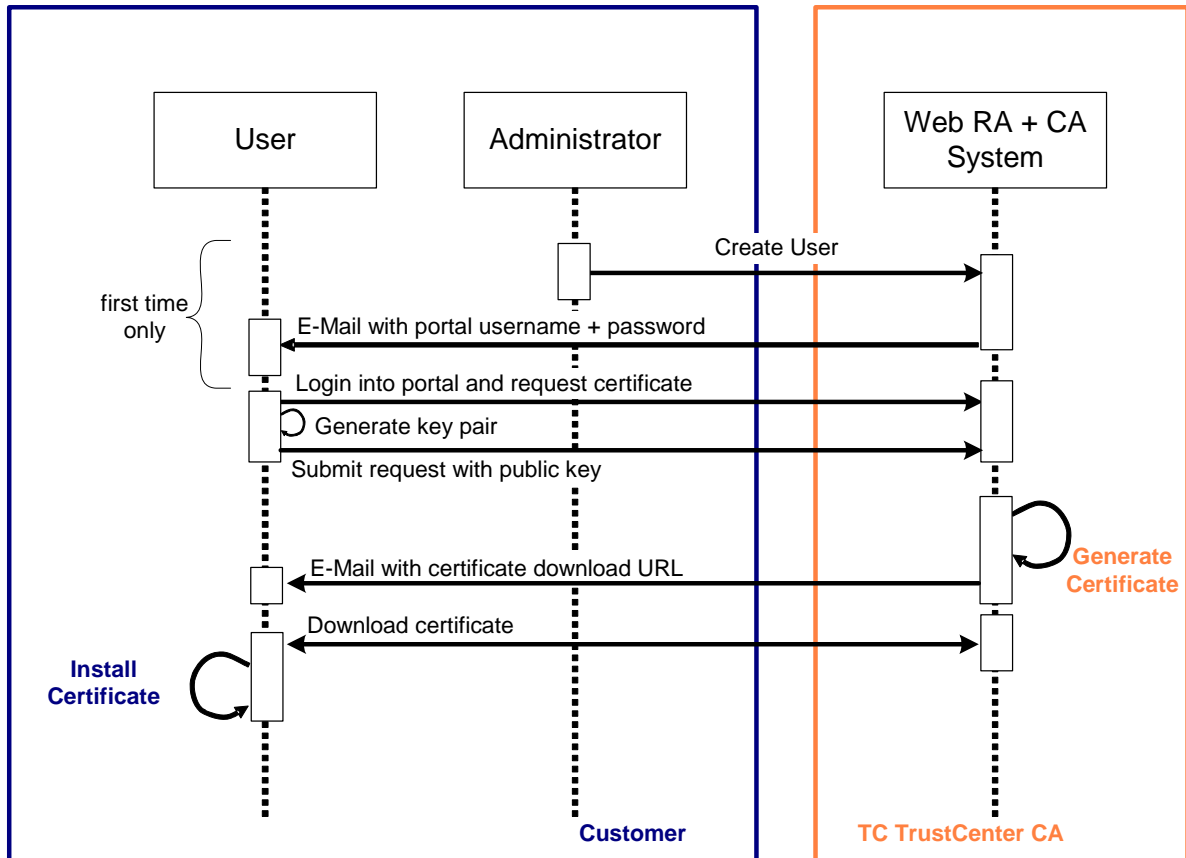 User
Administrator
Web RA + CA
System
Create User
first time
only
E-Mail with portal username + password
Login into portal and request certificate
Generate key pair
Submit request with public key
Generate
Certificate
E-Mail with certificate download URL
Download certificate
Install
Certificate
Customer
TC TrustCenter CA